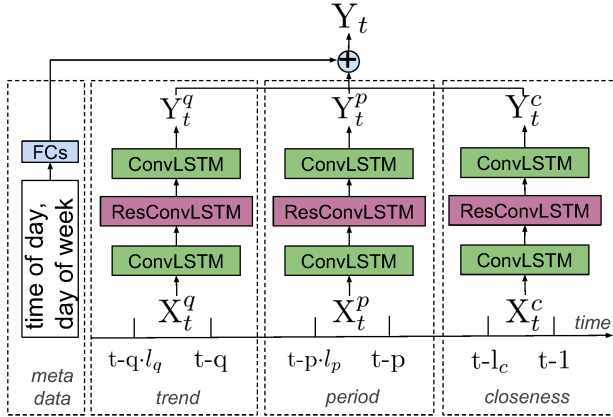 Y_t
+
Y_t^q Y_t^p Y_t^c
FCs
ConvLSTM ConvLSTM ConvLSTM
ResConvLSTM ResConvLSTM ResConvLSTM
ConvLSTM ConvLSTM ConvLSTM
time of day,
day of week
X_t^q X_t^p X_t^c
time
t-q·l_q t-q t-p·l_p t-p t-l_c t-1
meta
data
trend period closeness